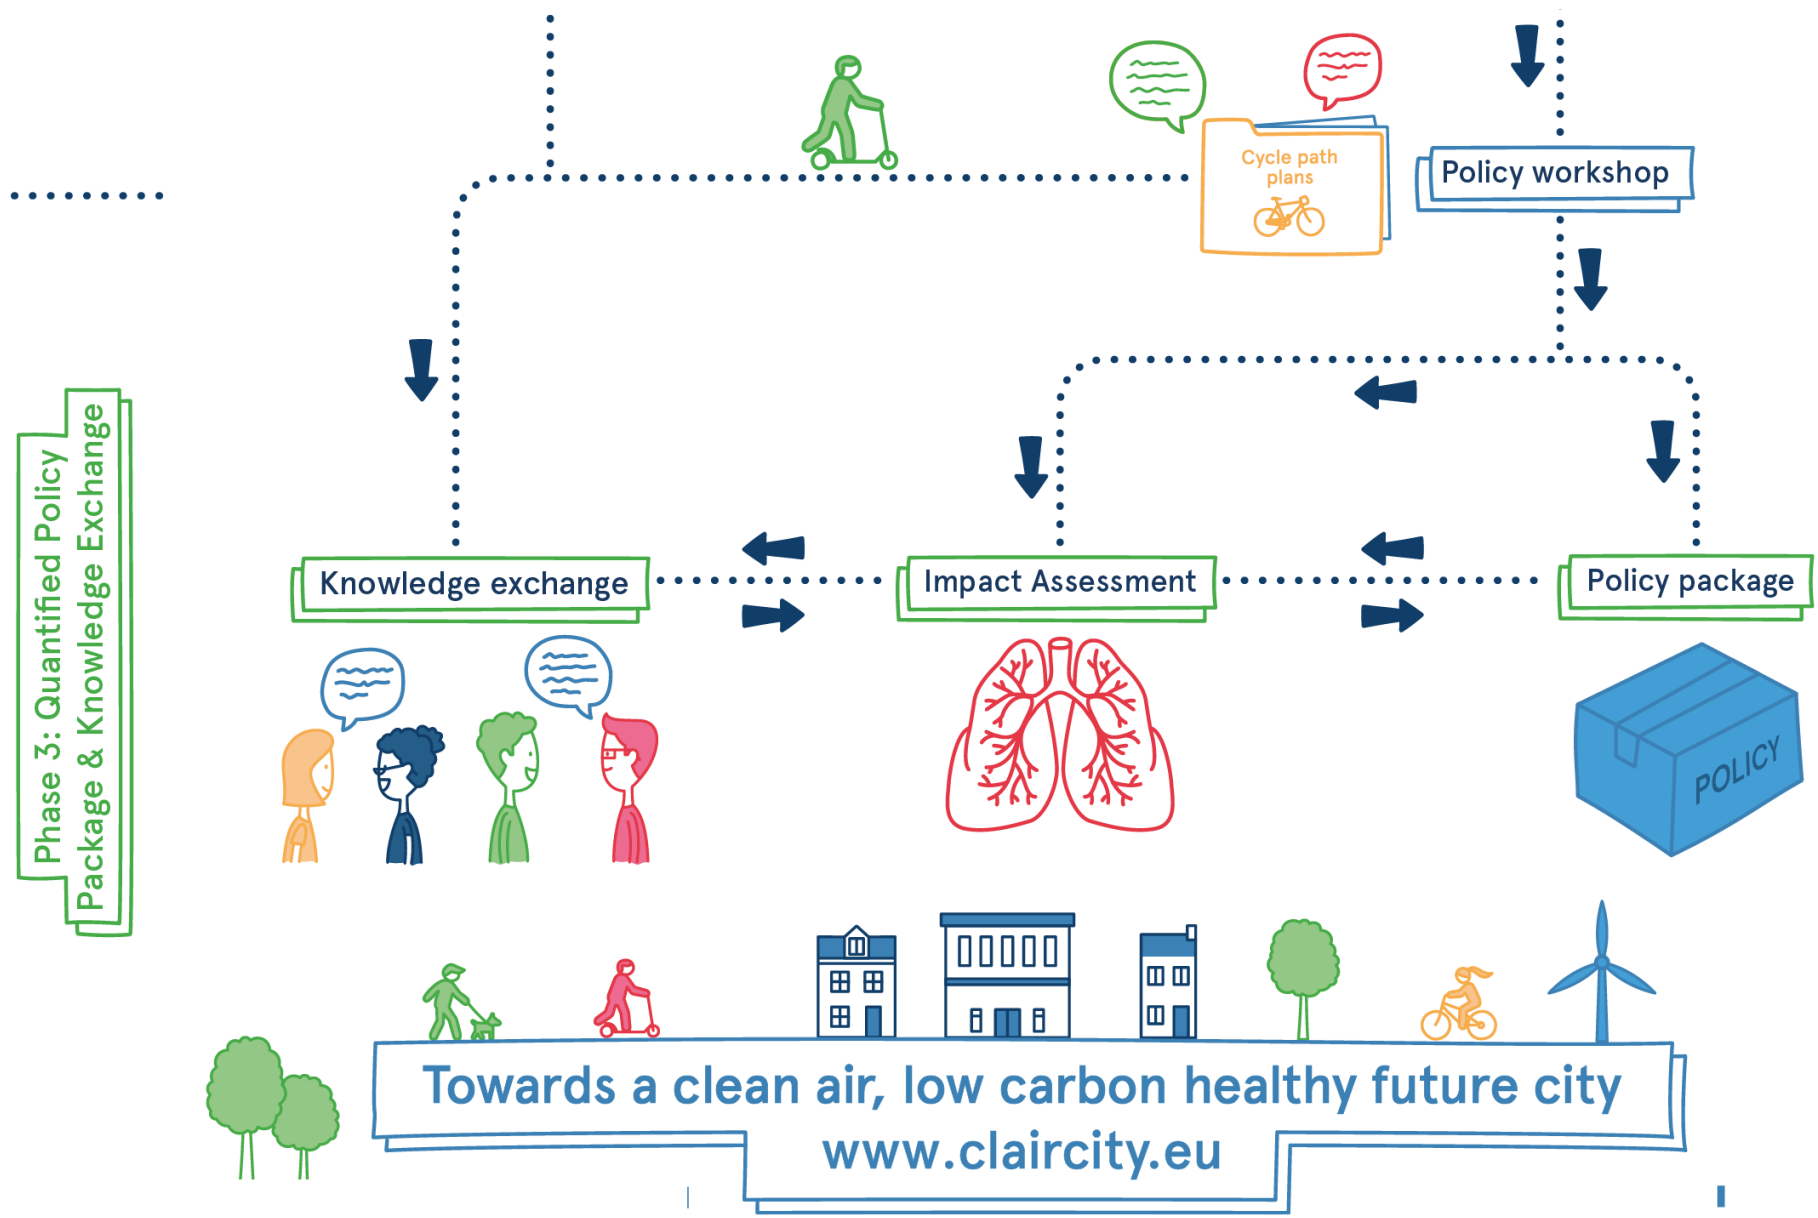 Cycle path
plans
Policy workshop
Phase 3: Quantified Policy
Package & Knowledge Exchange
Knowledge exchange
Impact Assessment
Policy package
POLICY
Towards a clean air, low carbon healthy future city
www.claircity.eu